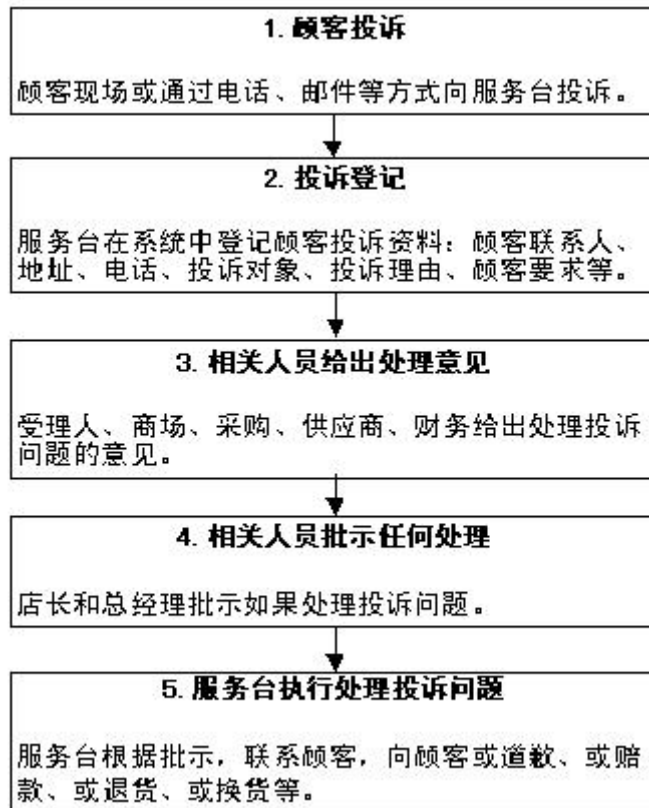 1. 顾客投诉
顾客现场或通过电话、邮件等方式向服务台投诉。
2. 投诉登记
服务台在系统中登记顾客投诉资料：顾客联系人、
地址、电话、投诉对象、投诉理由、顾客要求等。
3. 相关人员给出处理意见
受理人、商场、采购、供应商、财务给出处理投诉
问题的意见。
4. 相关人员批示任何处理
店长和总经理批示如果处理投诉问题。
5. 服务台执行处理投诉问题
服务台根据批示，联系顾客，向顾客或道歉、或赔
款、或退货、或换货等。